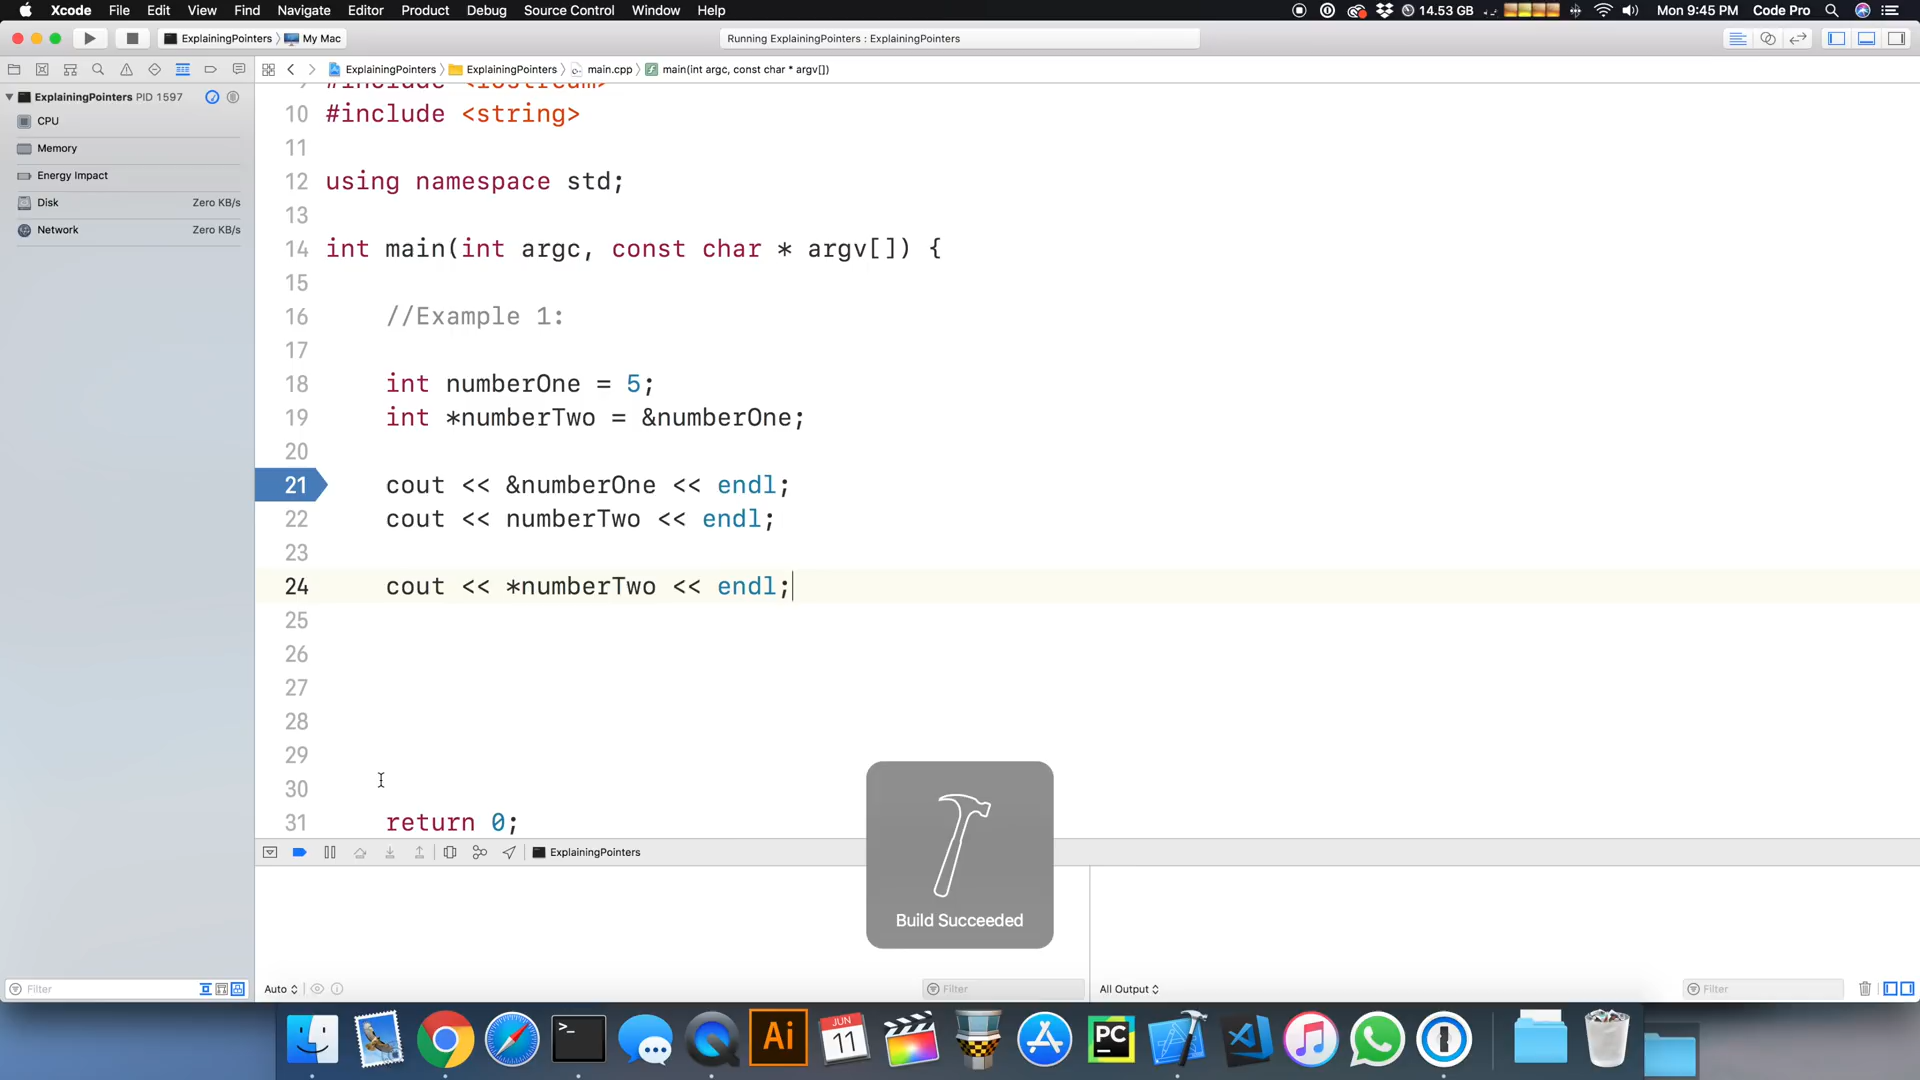 Xcode File Edit View Find Navigate Editor Product Debug Source Control Window Help 14.53 GB Mon 9:45 PM Code Pro
ExplainingPointers My Mac Running ExplainingPointers : ExplainingPointers
ExplainingPointers ExplainingPointers main.cpp main(int argc, const char * argv[])
ExplainingPointers PID 1597
CPU
Memory
Energy Impact
Disk Zero KB/s
Network Zero KB/s
9 #include <iostream>
10 #include <string>
11
12 using namespace std;
13
14 int main(int argc, const char * argv[]) {
15
16 //Example 1:
17
18 int numberOne = 5;
19 int *numberTwo = &numberOne;
20
21 cout << &numberOne << endl;
22 cout << numberTwo << endl;
23
24 cout << *numberTwo << endl;
25
26
27
28
29
30
31 return 0;
ExplainingPointers
Build Succeeded
Filter Auto Filter All Output Filter
>_ Ai JUN 11 PC